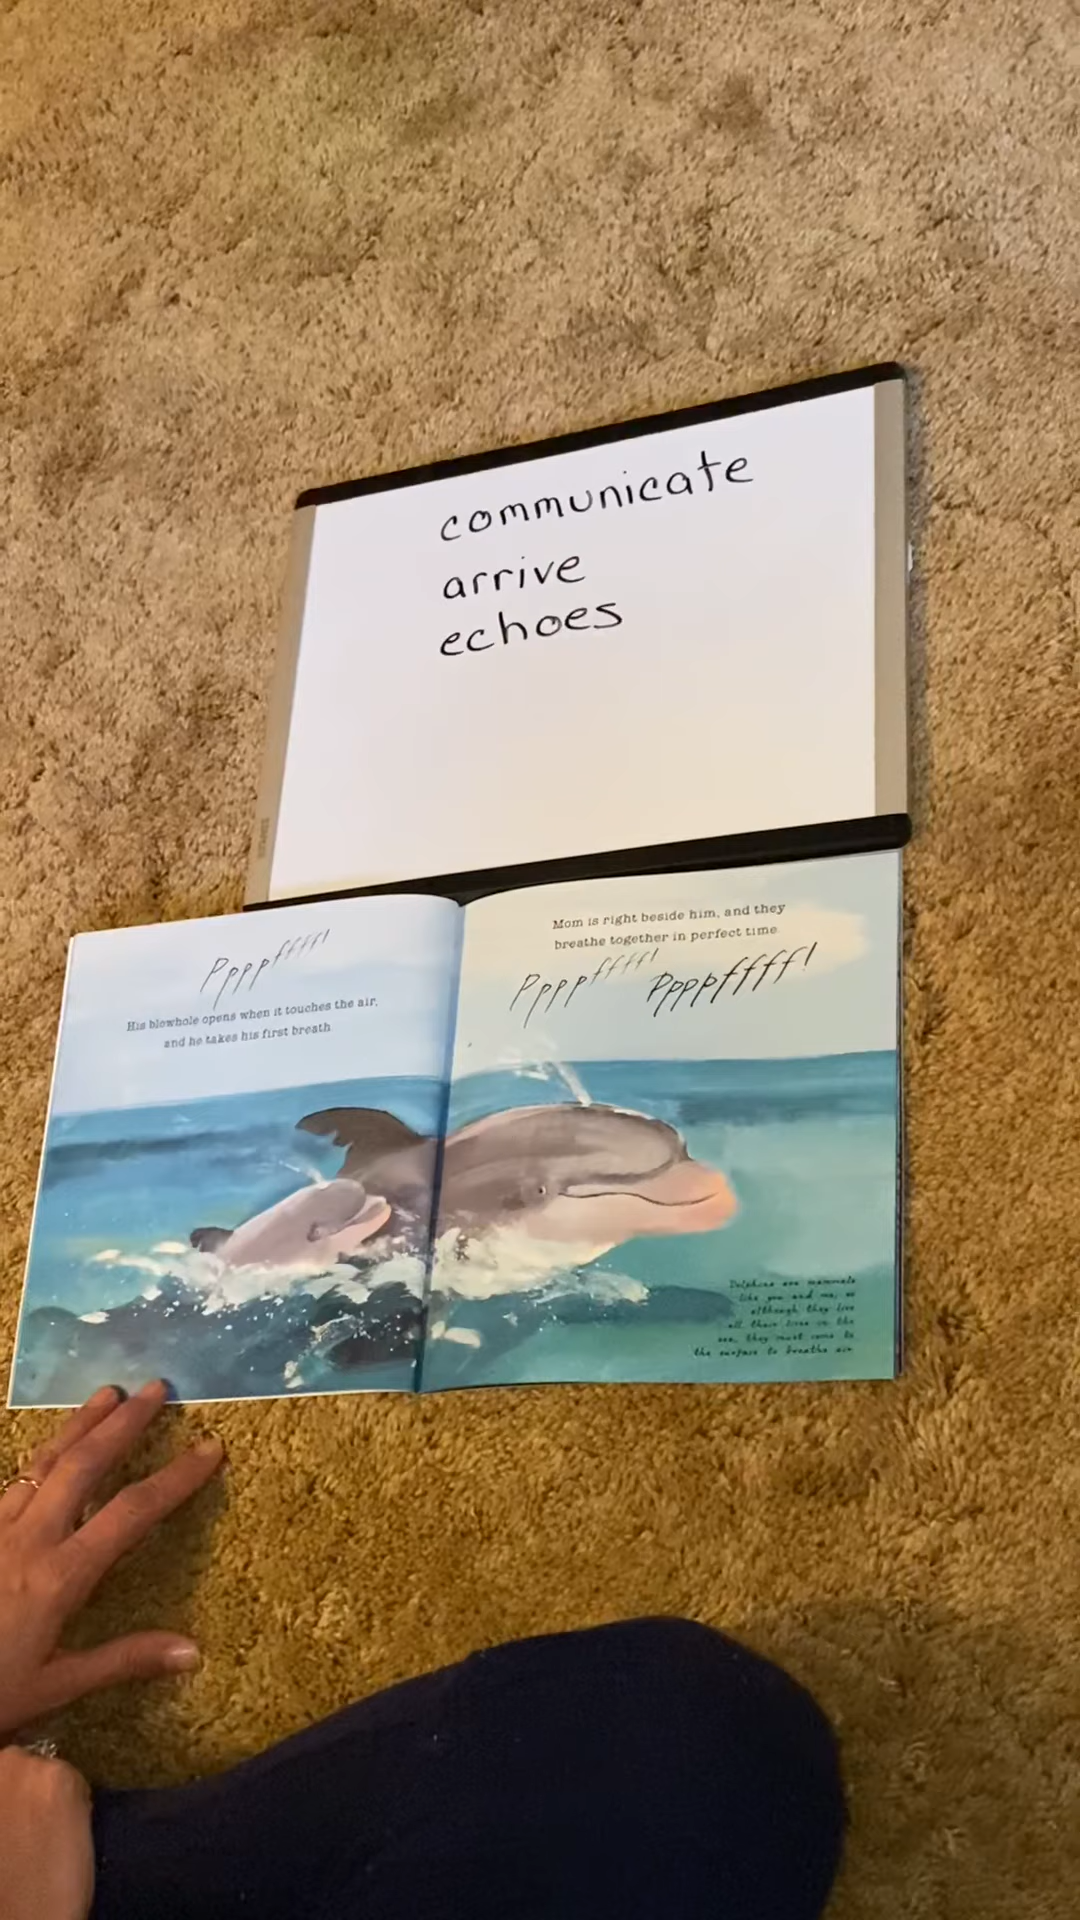 communicate
arrive
echoes
Ppppfffff!
His blowhole opens when it touches the air,
and he takes his first breath
Mom is right beside him, and they
breathe together in perfect time.
Ppppfffff! Ppppffff!
Dolphins are mammals
like you and me, so
although they live
all their lives in the
sea, they must come to
the surface to breathe air